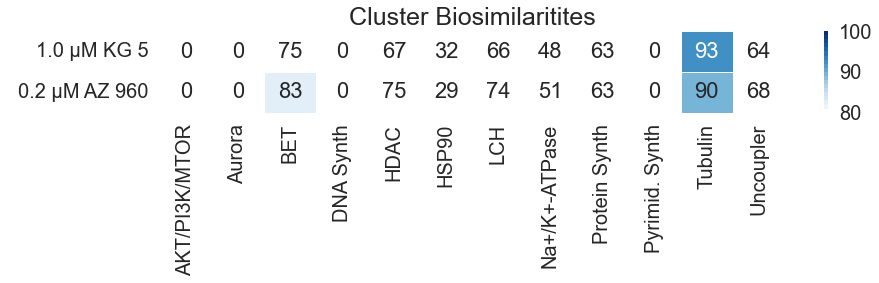 Cluster Biosimilaritites
1.0 µM KG 5 0 0 75 0 67 32 66 48 63 0 93 64
0.2 µM AZ 960 0 0 83 0 75 29 74 51 63 0 90 68
AKT/PI3K/MTOR
Aurora
BET
DNA Synth
HDAC
HSP90
LCH
Na+/K+-ATPase
Protein Synth
Pyrimid. Synth
Tubulin
Uncoupler
100
90
80